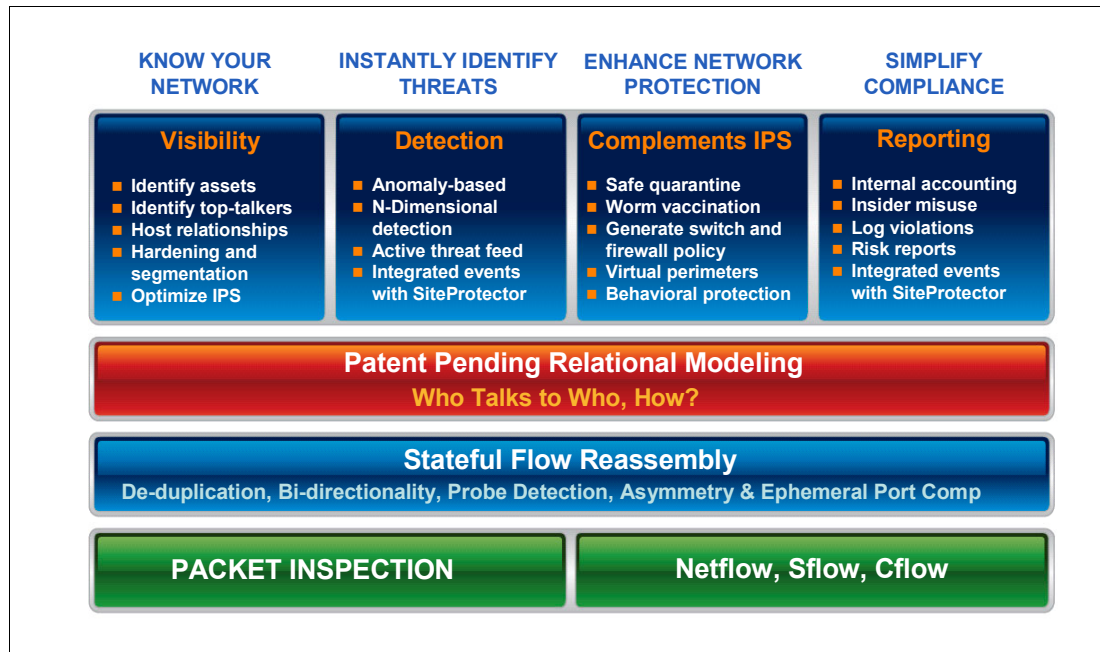 KNOW YOUR
NETWORK
INSTANTLY IDENTIFY
THREATS
ENHANCE NETWORK
PROTECTION
SIMPLIFY
COMPLIANCE
Visibility
Identify assets
Identify top-talkers
Host relationships
Hardening and
segmentation
Optimize IPS
Detection
Anomaly-based
N-Dimensional
detection
Active threat feed
Integrated events
with SiteProtector
Complements IPS
Safe quarantine
Worm vaccination
Generate switch and
firewall policy
Virtual perimeters
Behavioral protection
Reporting
Internal accounting
Insider misuse
Log violations
Risk reports
Integrated events
with SiteProtector
Patent Pending Relational Modeling
Who Talks to Who, How?
Stateful Flow Reassembly
De-duplication, Bi-directionality, Probe Detection, Asymmetry & Ephemeral Port Comp
PACKET INSPECTION
Netflow, Sflow, Cflow